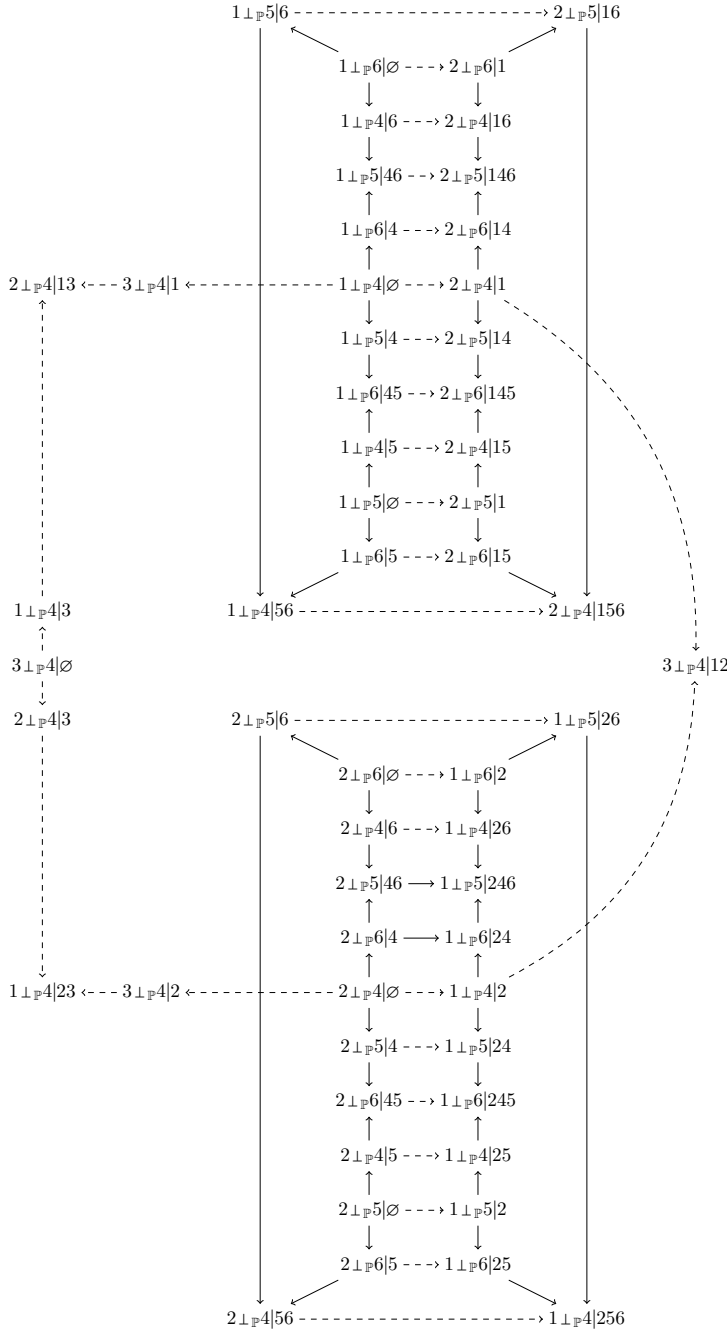 1⊥ₚ5|6 2⊥ₚ5|16
1⊥ₚ6|∅ 2⊥ₚ6|1
1⊥ₚ4|6 2⊥ₚ4|16
1⊥ₚ5|46 2⊥ₚ5|146
1⊥ₚ6|4 2⊥ₚ6|14
2⊥ₚ4|13 3⊥ₚ4|1 1⊥ₚ4|∅ 2⊥ₚ4|1
1⊥ₚ5|4 2⊥ₚ5|14
1⊥ₚ6|45 2⊥ₚ6|145
1⊥ₚ4|5 2⊥ₚ4|15
1⊥ₚ5|∅ 2⊥ₚ5|1
1⊥ₚ6|5 2⊥ₚ6|15
1⊥ₚ4|3 1⊥ₚ4|56 2⊥ₚ4|156
3⊥ₚ4|∅ 3⊥ₚ4|12
2⊥ₚ4|3 2⊥ₚ5|6 1⊥ₚ5|26
2⊥ₚ6|∅ 1⊥ₚ6|2
2⊥ₚ4|6 1⊥ₚ4|26
2⊥ₚ5|46 1⊥ₚ5|246
2⊥ₚ6|4 1⊥ₚ6|24
1⊥ₚ4|23 3⊥ₚ4|2 2⊥ₚ4|∅ 1⊥ₚ4|2
2⊥ₚ5|4 1⊥ₚ5|24
2⊥ₚ6|45 1⊥ₚ6|245
2⊥ₚ4|5 1⊥ₚ4|25
2⊥ₚ5|∅ 1⊥ₚ5|2
2⊥ₚ6|5 1⊥ₚ6|25
2⊥ₚ4|56 1⊥ₚ4|256